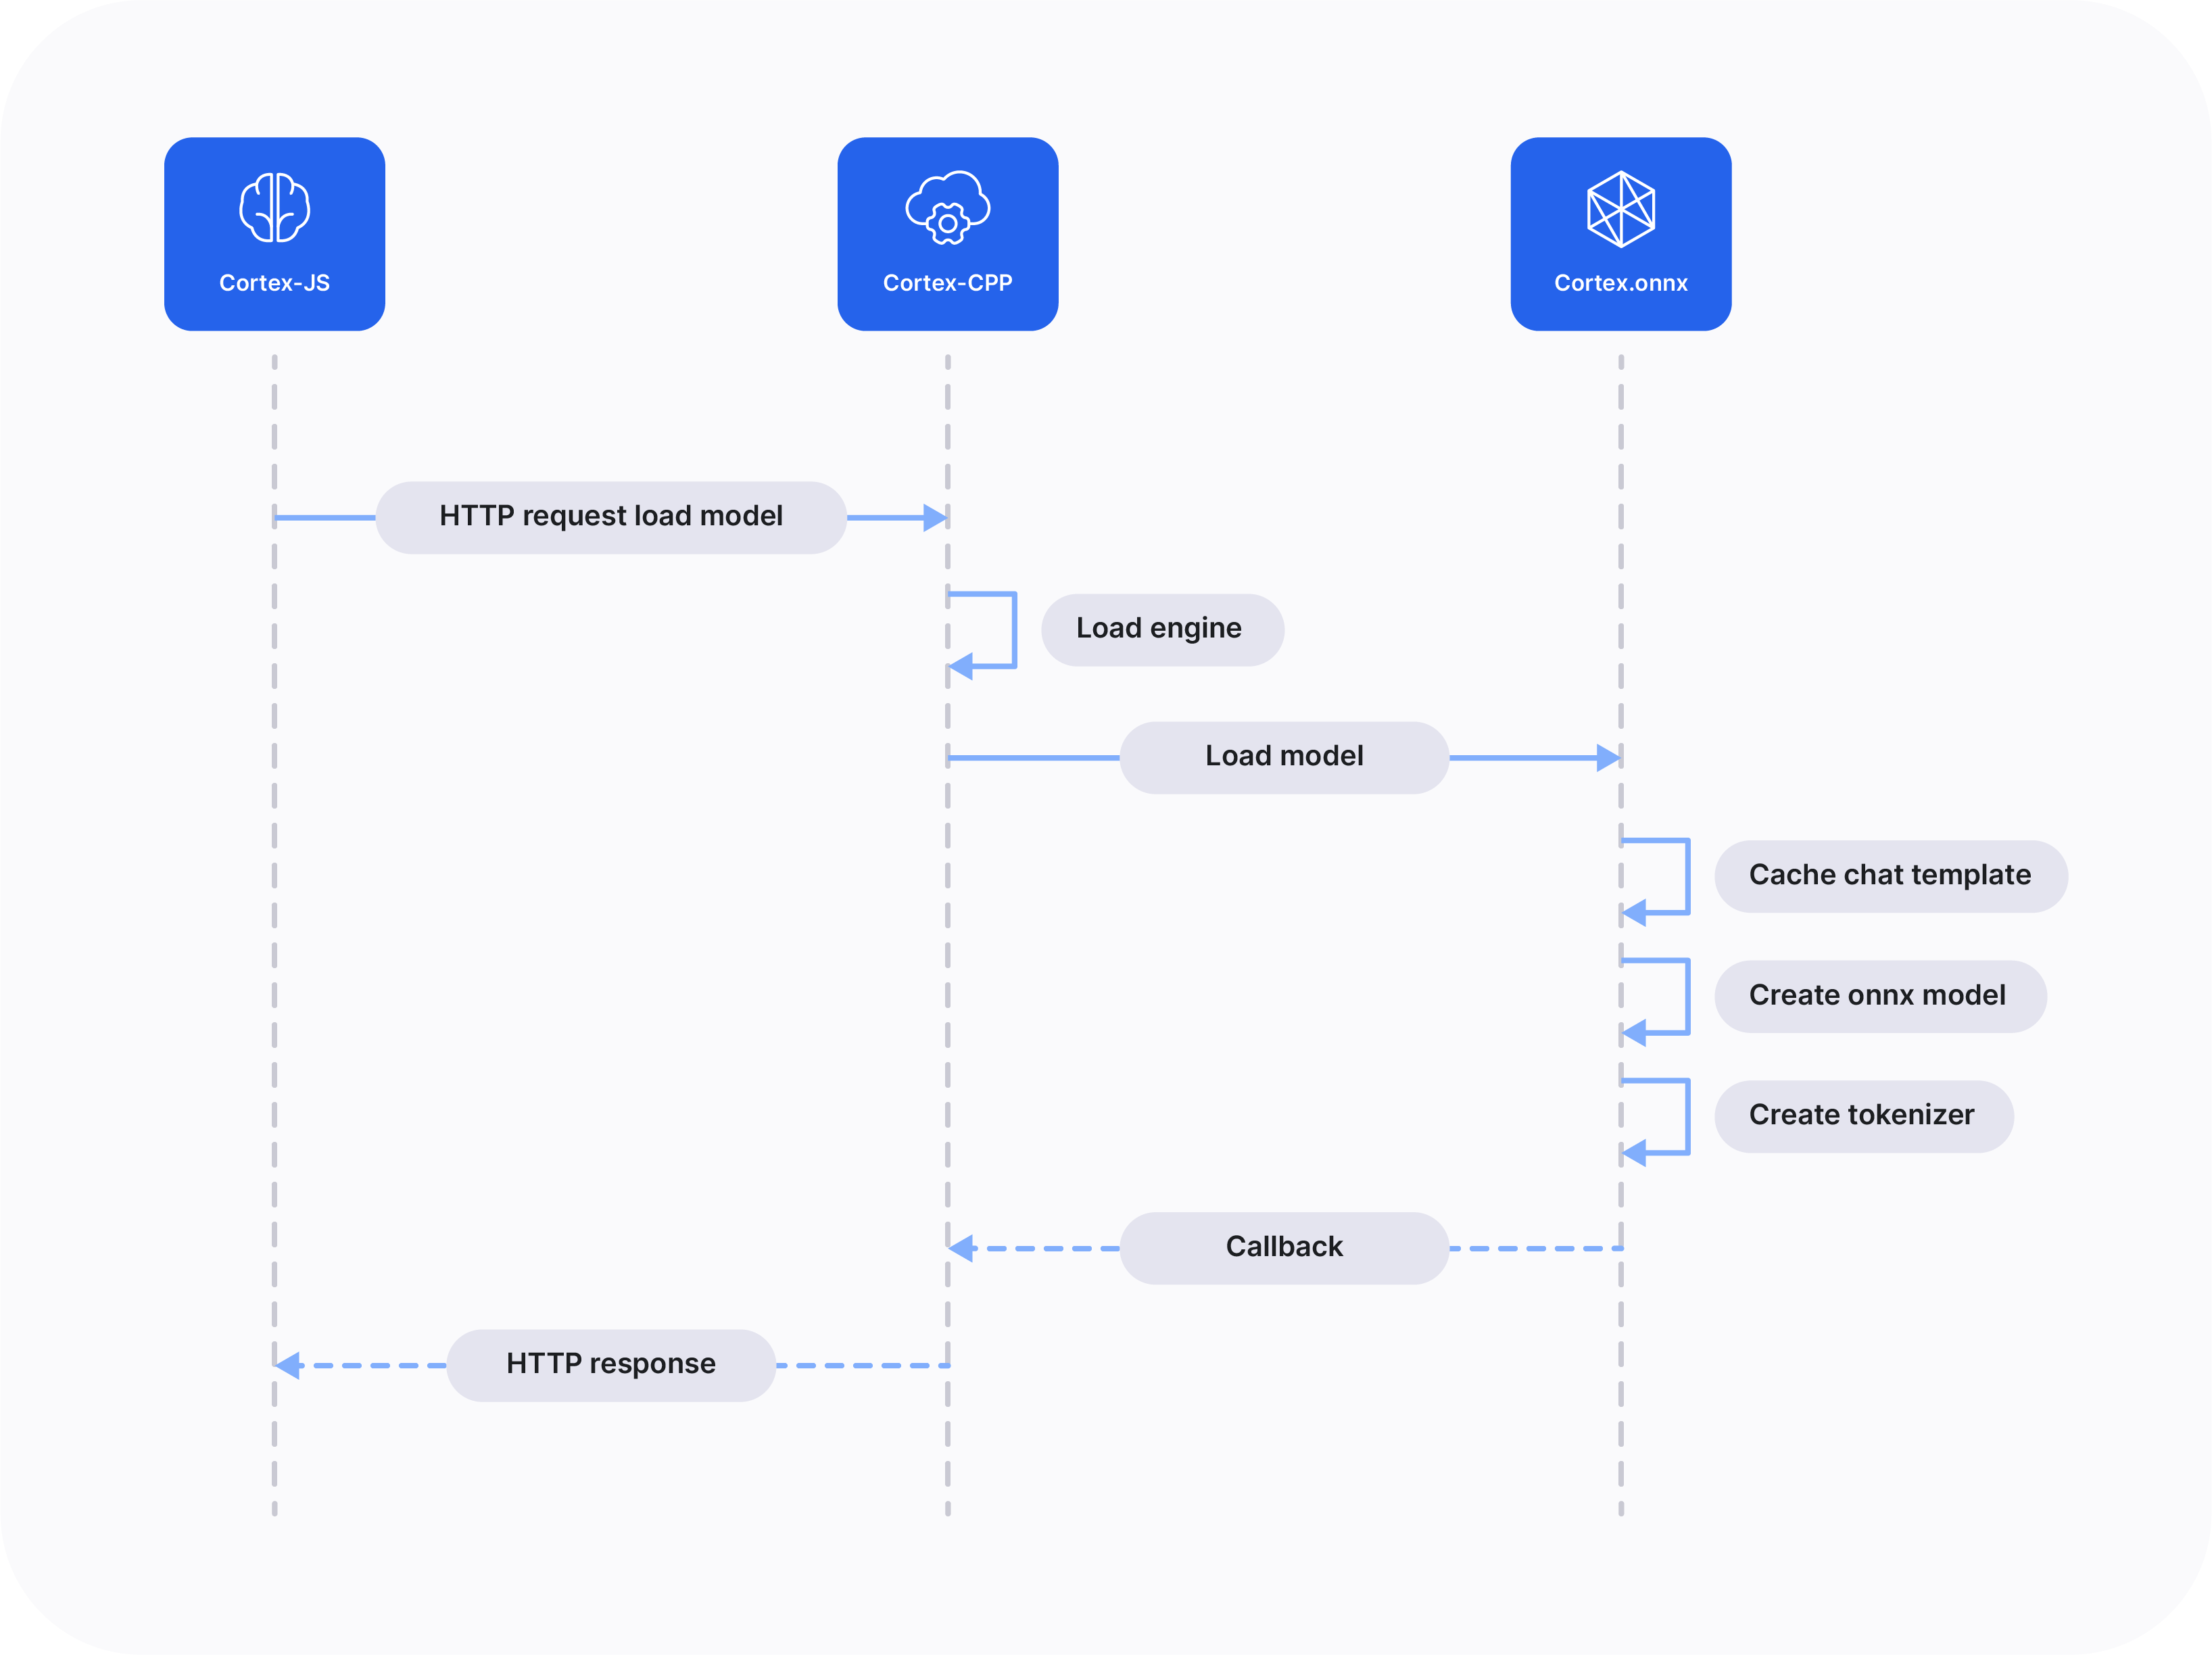 Cortex-JS
Cortex-CPP
Cortex.onnx
HTTP request load model
Load engine
Load model
Cache chat template
Create onnx model
Create tokenizer
Callback
HTTP response